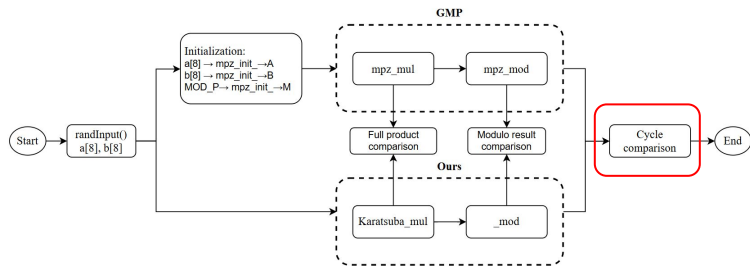 GMP
Initialization:
a[8] → mpz_init_→A
b[8] → mpz_init_→B
MOD_P→ mpz_init_→M
mpz_mul
mpz_mod
Start
randInput()
a[8], b[8]
Full product
comparison
Modulo result
comparison
Cycle
comparison
End
Ours
Karatsuba_mul
_mod